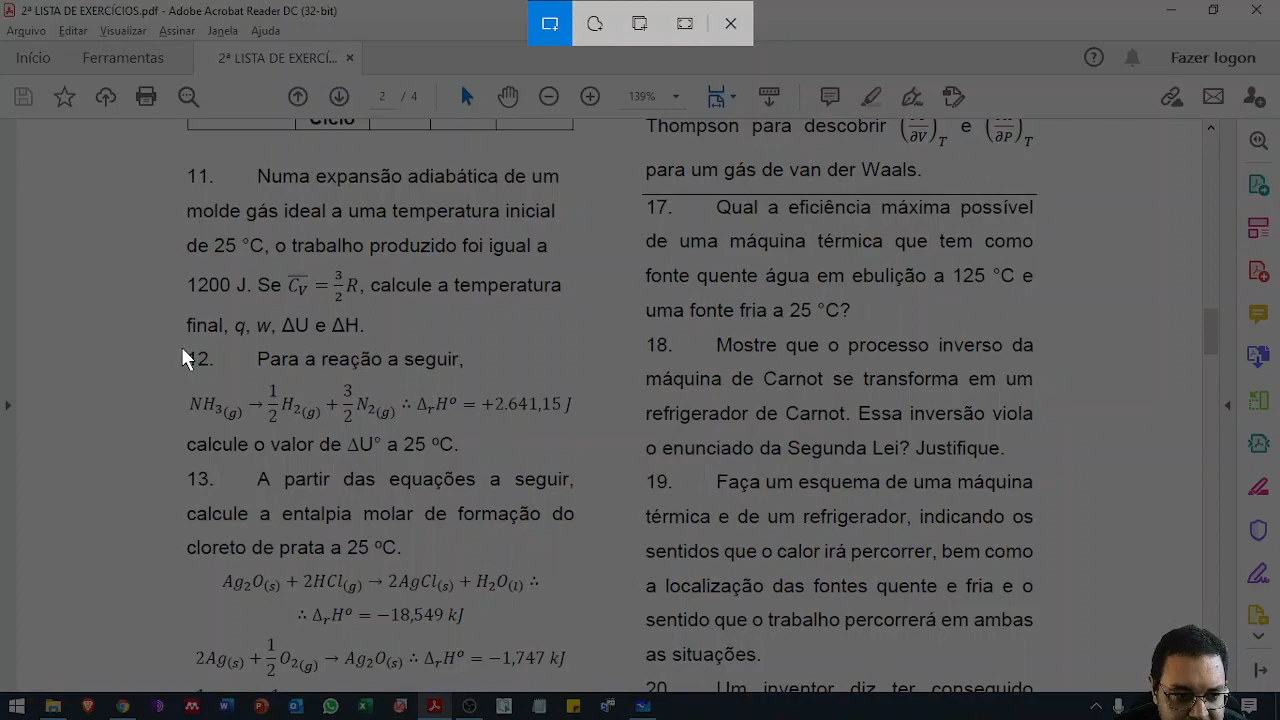 2ª LISTA DE EXERCÍCIOS.pdf - Adobe Acrobat Reader DC (32-bit)
Arquivo Editar Visualizar Assinar Janela Ajuda
Início Ferramentas 2ª LISTA DE EXERCÍ... × Fazer logon
2 / 4 139%
Ciclo
11. Numa expansão adiabática de um
molde gás ideal a uma temperatura inicial
de 25 °C, o trabalho produzido foi igual a
1200 J. Se C̅V̅ = 3/2 R, calcule a temperatura
final, q, w, ΔU e ΔH.
12. Para a reação a seguir,
NH3(g) → 1/2 H2(g) + 3/2 N2(g) ∴ ΔrHº = +2.641,15 J
calcule o valor de ΔU° a 25 ºC.
13. A partir das equações a seguir,
calcule a entalpia molar de formação do
cloreto de prata a 25 ºC.
Ag2O(s) + 2HCl(g) → 2AgCl(s) + H2O(l) ∴
∴ ΔrHº = −18,549 kJ
2Ag(s) + 1/2 O2(g) → Ag2O(s) ∴ ΔrHº = −1,747 kJ
Thompson para descobrir (∂V)T e (∂P)T
para um gás de van der Waals.
17. Qual a eficiência máxima possível
de uma máquina térmica que tem como
fonte quente água em ebulição a 125 °C e
uma fonte fria a 25 °C?
18. Mostre que o processo inverso da
máquina de Carnot se transforma em um
refrigerador de Carnot. Essa inversão viola
o enunciado da Segunda Lei? Justifique.
19. Faça um esquema de uma máquina
térmica e de um refrigerador, indicando os
sentidos que o calor irá percorrer, bem como
a localização das fontes quente e fria e o
sentido que o trabalho percorrerá em ambas
as situações.
20. Um inventor diz ter conseguido